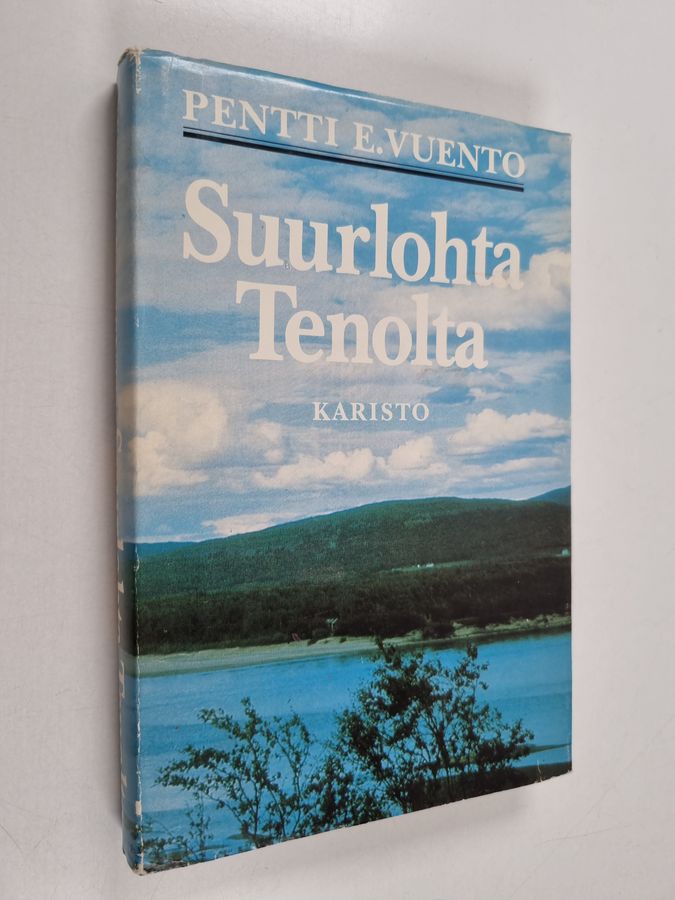 PENTTI E.VUENTO
Suurlohta
Tenolta
KARISTO